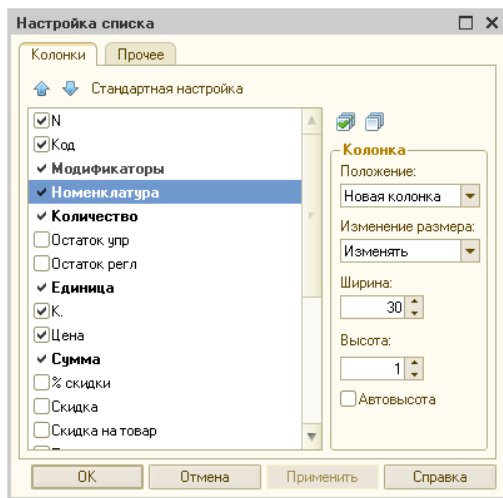 Настройка списка
Колонки Прочее
Стандартная настройка
N
Код
Модификаторы
Номенклатура
Количество
Остаток упр
Остаток регл
Единица
К.
Цена
Сумма
% скидки
Скидка
Скидка на товар
Колонка
Положение:
Новая колонка
Изменение размера:
Изменять
Ширина:
30
Высота:
1
Автовысота
OK Отмена Применить Справка